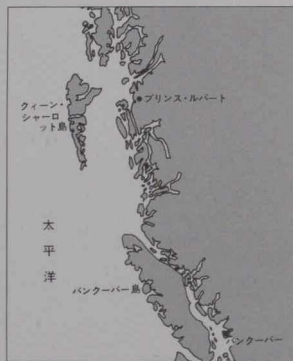 クィーン・
シャーロ
ット島
プリンス・ルパート
太平洋
バンクーバー島
バンクーバー